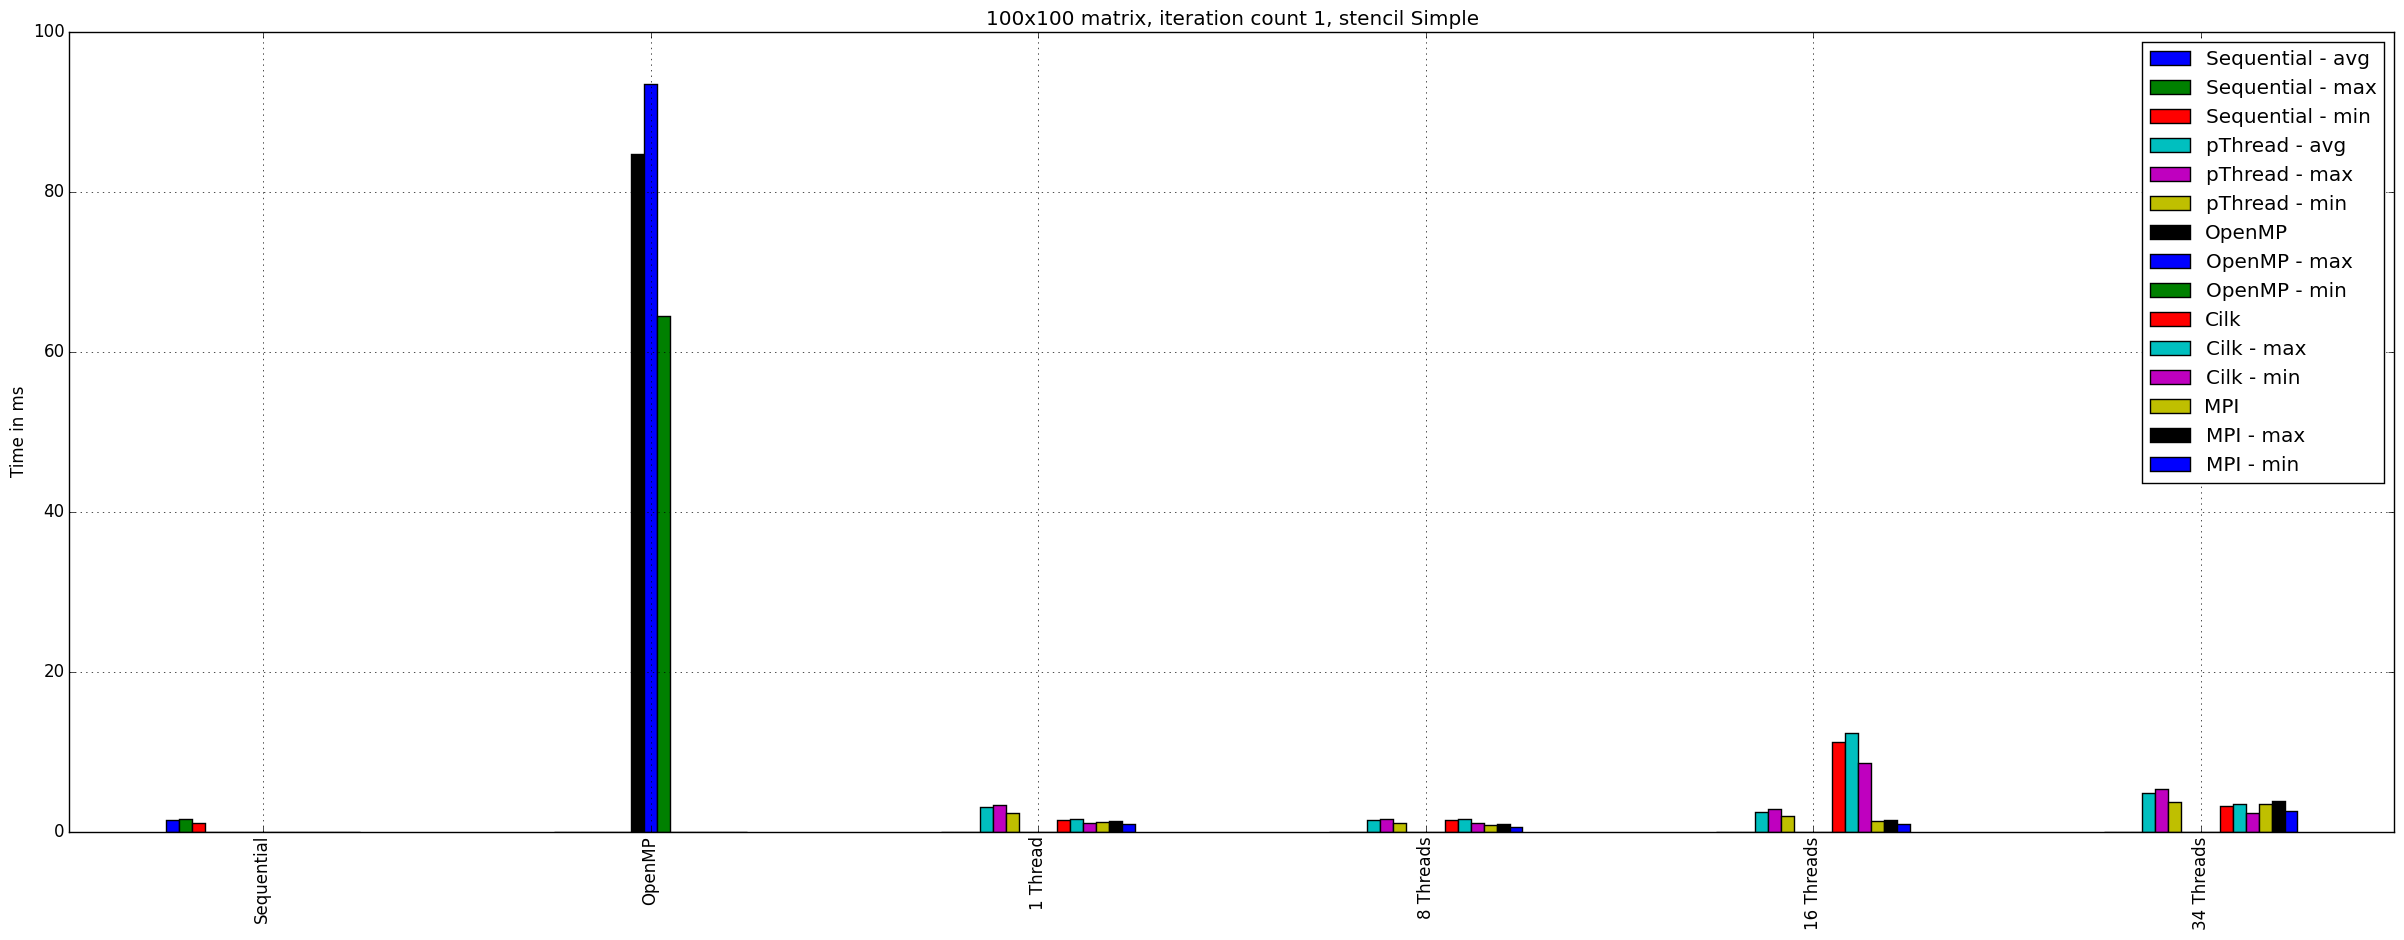 100x100 matrix, iteration count 1, stencil Simple
100
80
60
40
20
0
Time in ms
Sequential
OpenMP
1 Thread
8 Threads
16 Threads
34 Threads
Sequential - avg
Sequential - max
Sequential - min
pThread - avg
pThread - max
pThread - min
OpenMP
OpenMP - max
OpenMP - min
Cilk
Cilk - max
Cilk - min
MPI
MPI - max
MPI - min